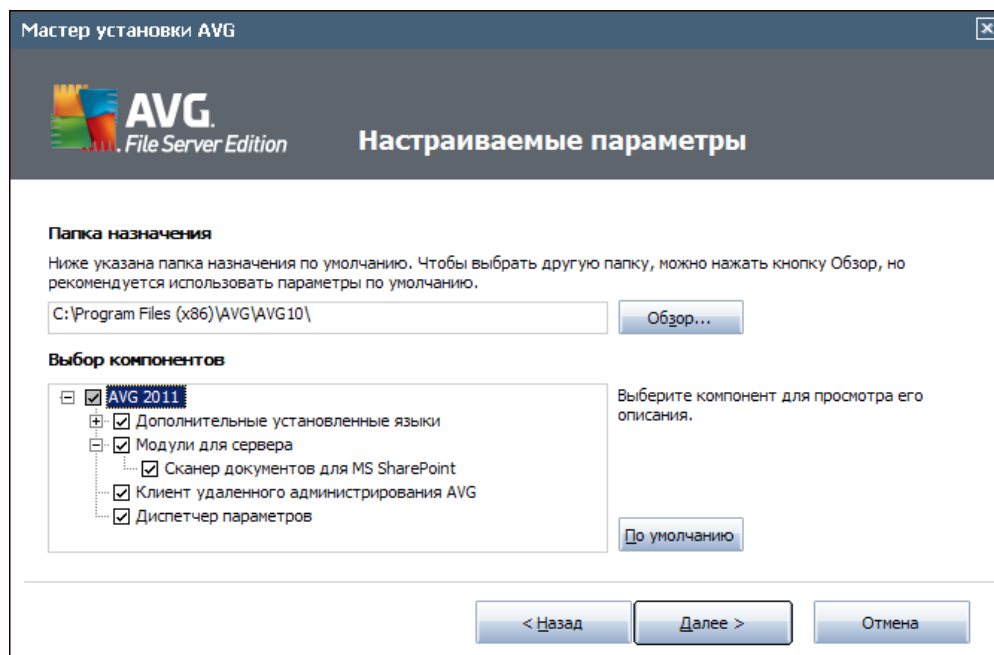 Мастер установки AVG
AVG.
File Server Edition
Настраиваемые параметры
Папка назначения
Ниже указана папка назначения по умолчанию. Чтобы выбрать другую папку, можно нажать кнопку Обзор, но
рекомендуется использовать параметры по умолчанию.
C:\Program Files (x86)\AVG\AVG10\
Обзор...
Выбор компонентов
AVG 2011
Дополнительные установленные языки
Модули для сервера
Сканер документов для MS SharePoint
Клиент удаленного администрирования AVG
Диспетчер параметров
Выберите компонент для просмотра его
описания.
По умолчанию
< Назад
Далее >
Отмена